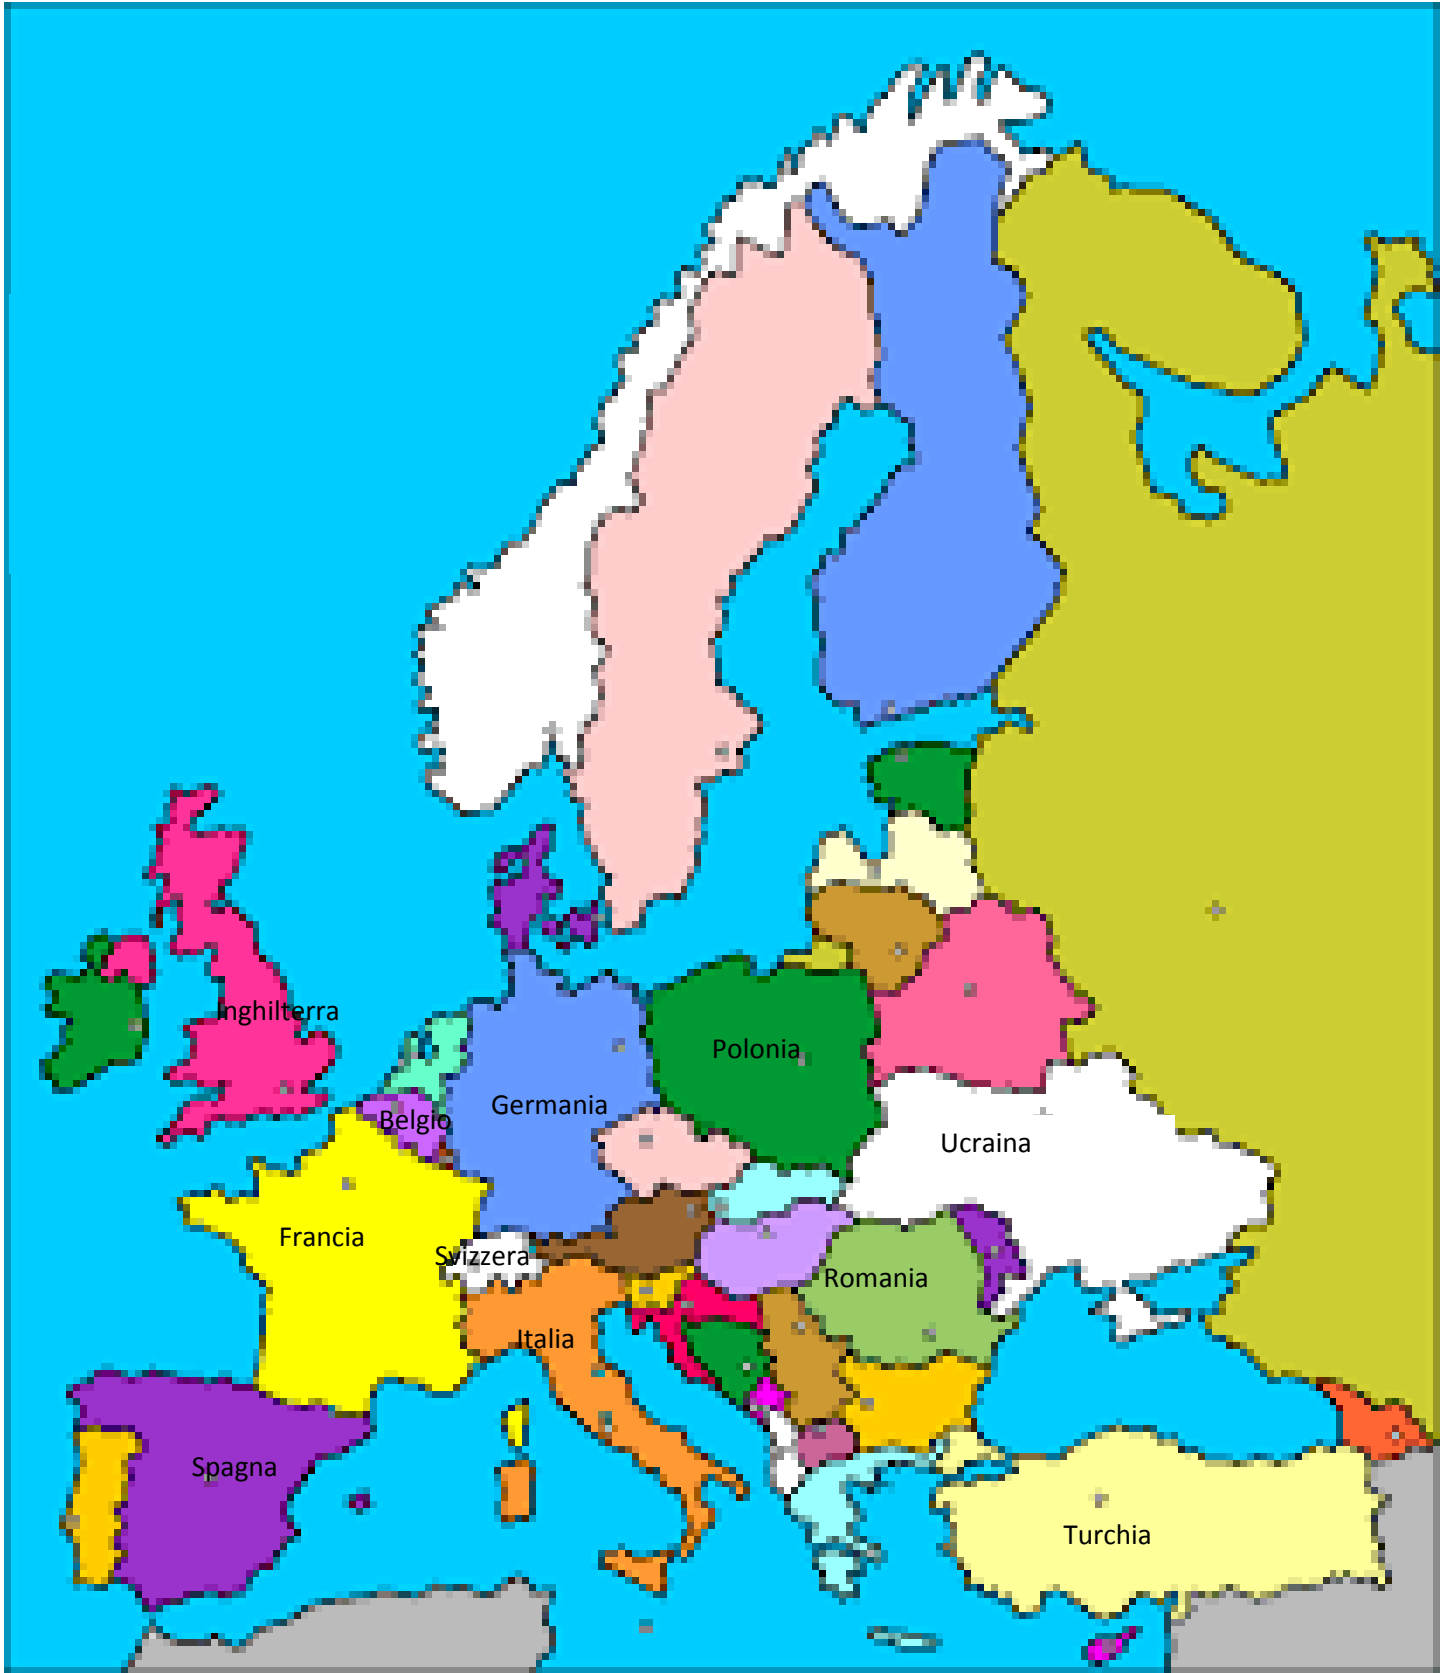 Inghilterra
Polonia
Germania
Belgio
Ucraina
Francia
Svizzera
Romania
Italia
Spagna
Turchia